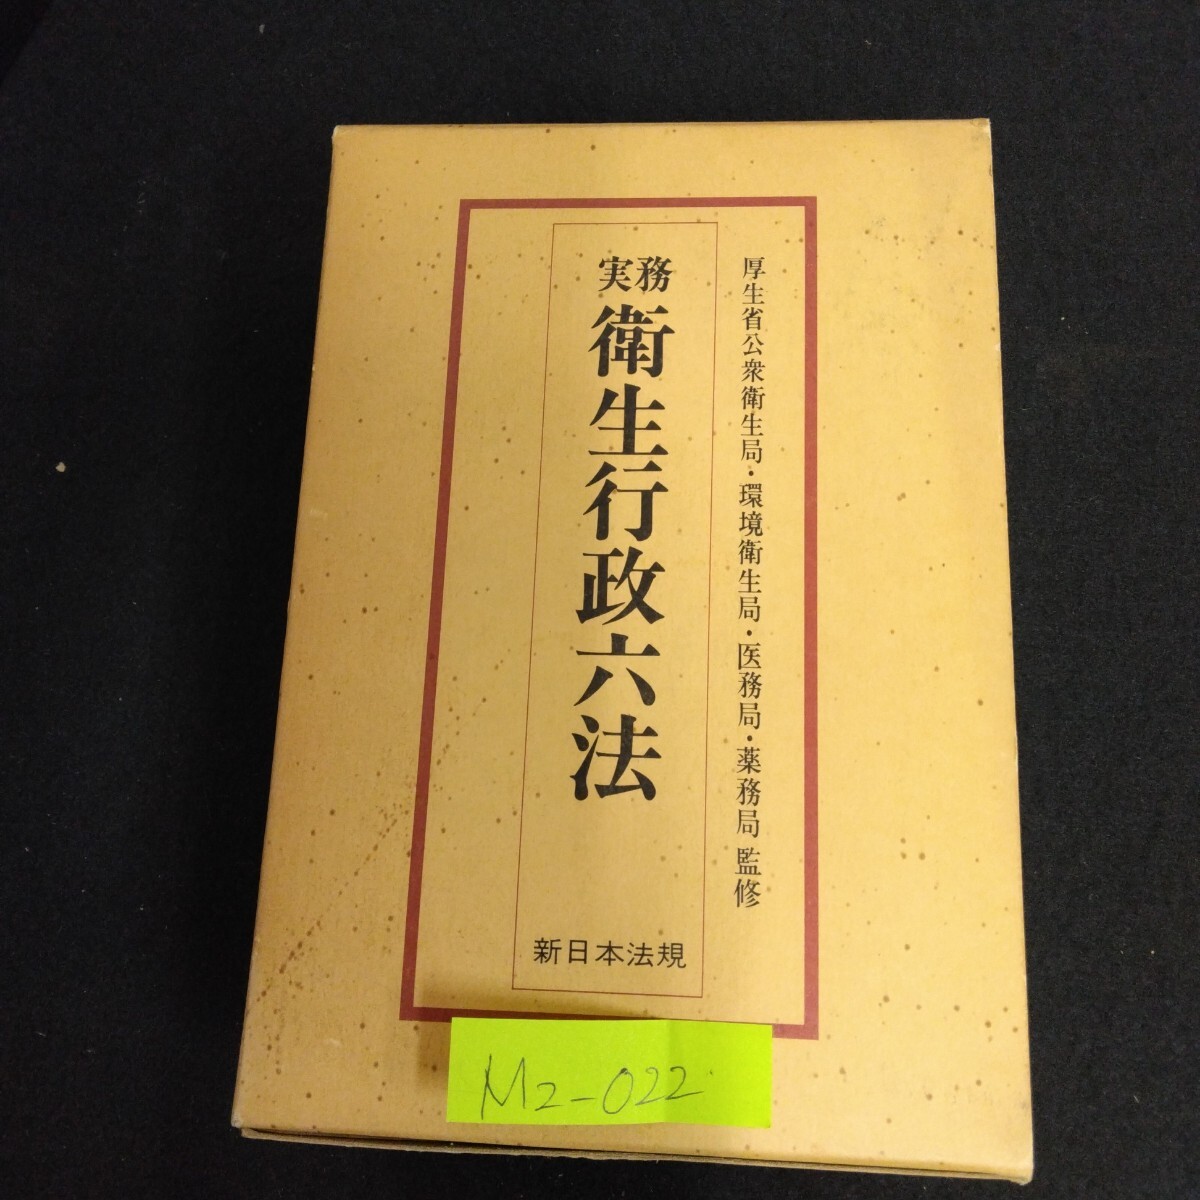 厚生省公衆衛生局・環境衛生局・医務局・薬務局 監修
実務
衛生行政六法
新日本法規
M2-022